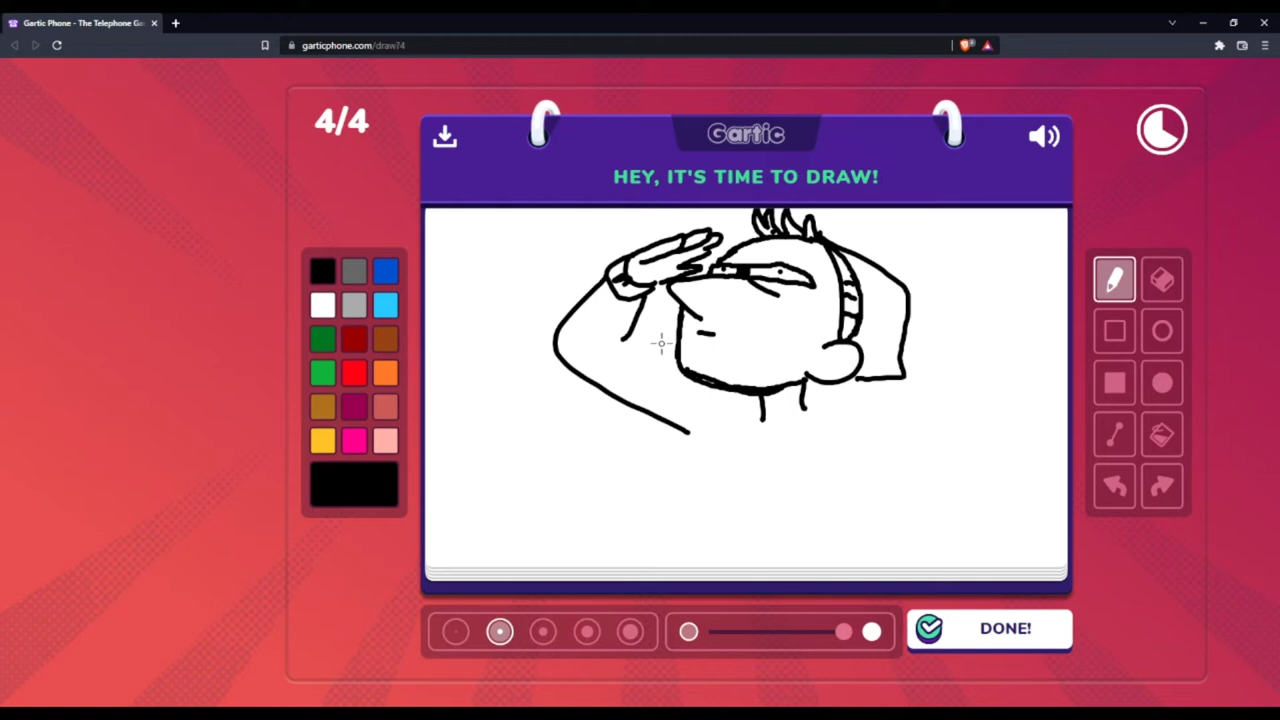 Gartic Phone - The Telephone Ga
garticphone.com/draw?4
4/4
Gartic
HEY, IT'S TIME TO DRAW!
DONE!